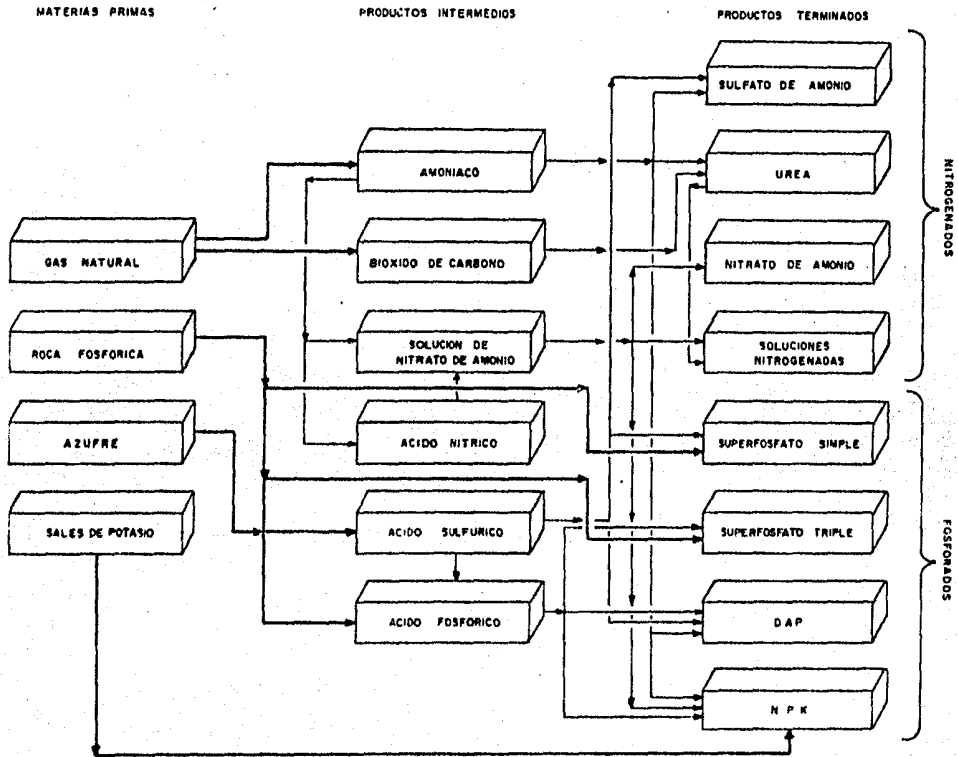 MATERIAS PRIMAS
PRODUCTOS INTERMEDIOS
PRODUCTOS TERMINADOS
GAS NATURAL
ROCA FOSFORICA
AZUFRE
SALES DE POTASIO
AMONIACO
BIOXIDO DE CARBONO
SOLUCION DE
NITRATO DE AMONIO
ACIDO NITRICO
ACIDO SULFURICO
ACIDO FOSFORICO
SULFATO DE AMONIO
UREA
NITRATO DE AMONIO
SOLUCIONES
NITROGENADAS
SUPERFOSFATO SIMPLE
SUPERFOSFATO TRIPLE
DAP
NPK
NITROGENADOS
FOSFORADOS